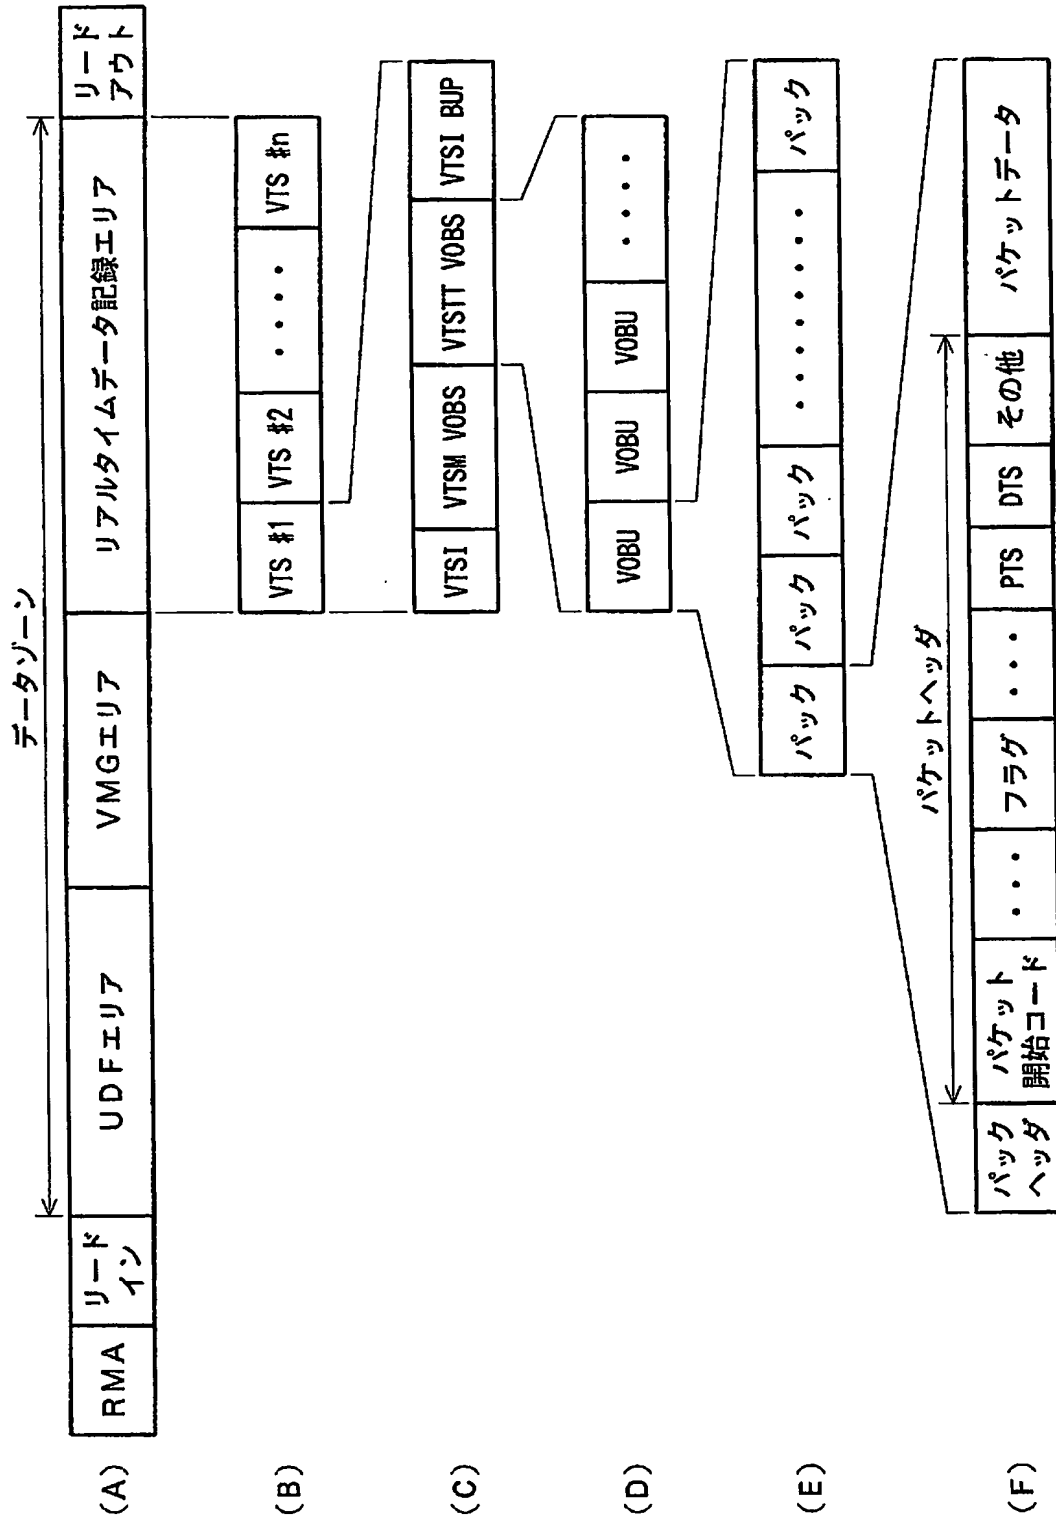 データゾーン
(A)
RMA
リード
イン
UDFエリア
VMGエリア
リアルタイムデータ記録エリア
リード
アウト
(B)
VTS #1
VTS #2
・・・・
VTS #n
(C)
VTSI
VTSM VOBS
VTSTT VOBS
VTSI BUP
(D)
VOBU
VOBU
VOBU
・・・・
(E)
パック
パック
パック
・・・・・・・・
パック
パケットヘッダ
(F)
パック
ヘッダ
パケット
開始コード
・・・
フラグ
・・・
PTS
DTS
その他
パケットデータ